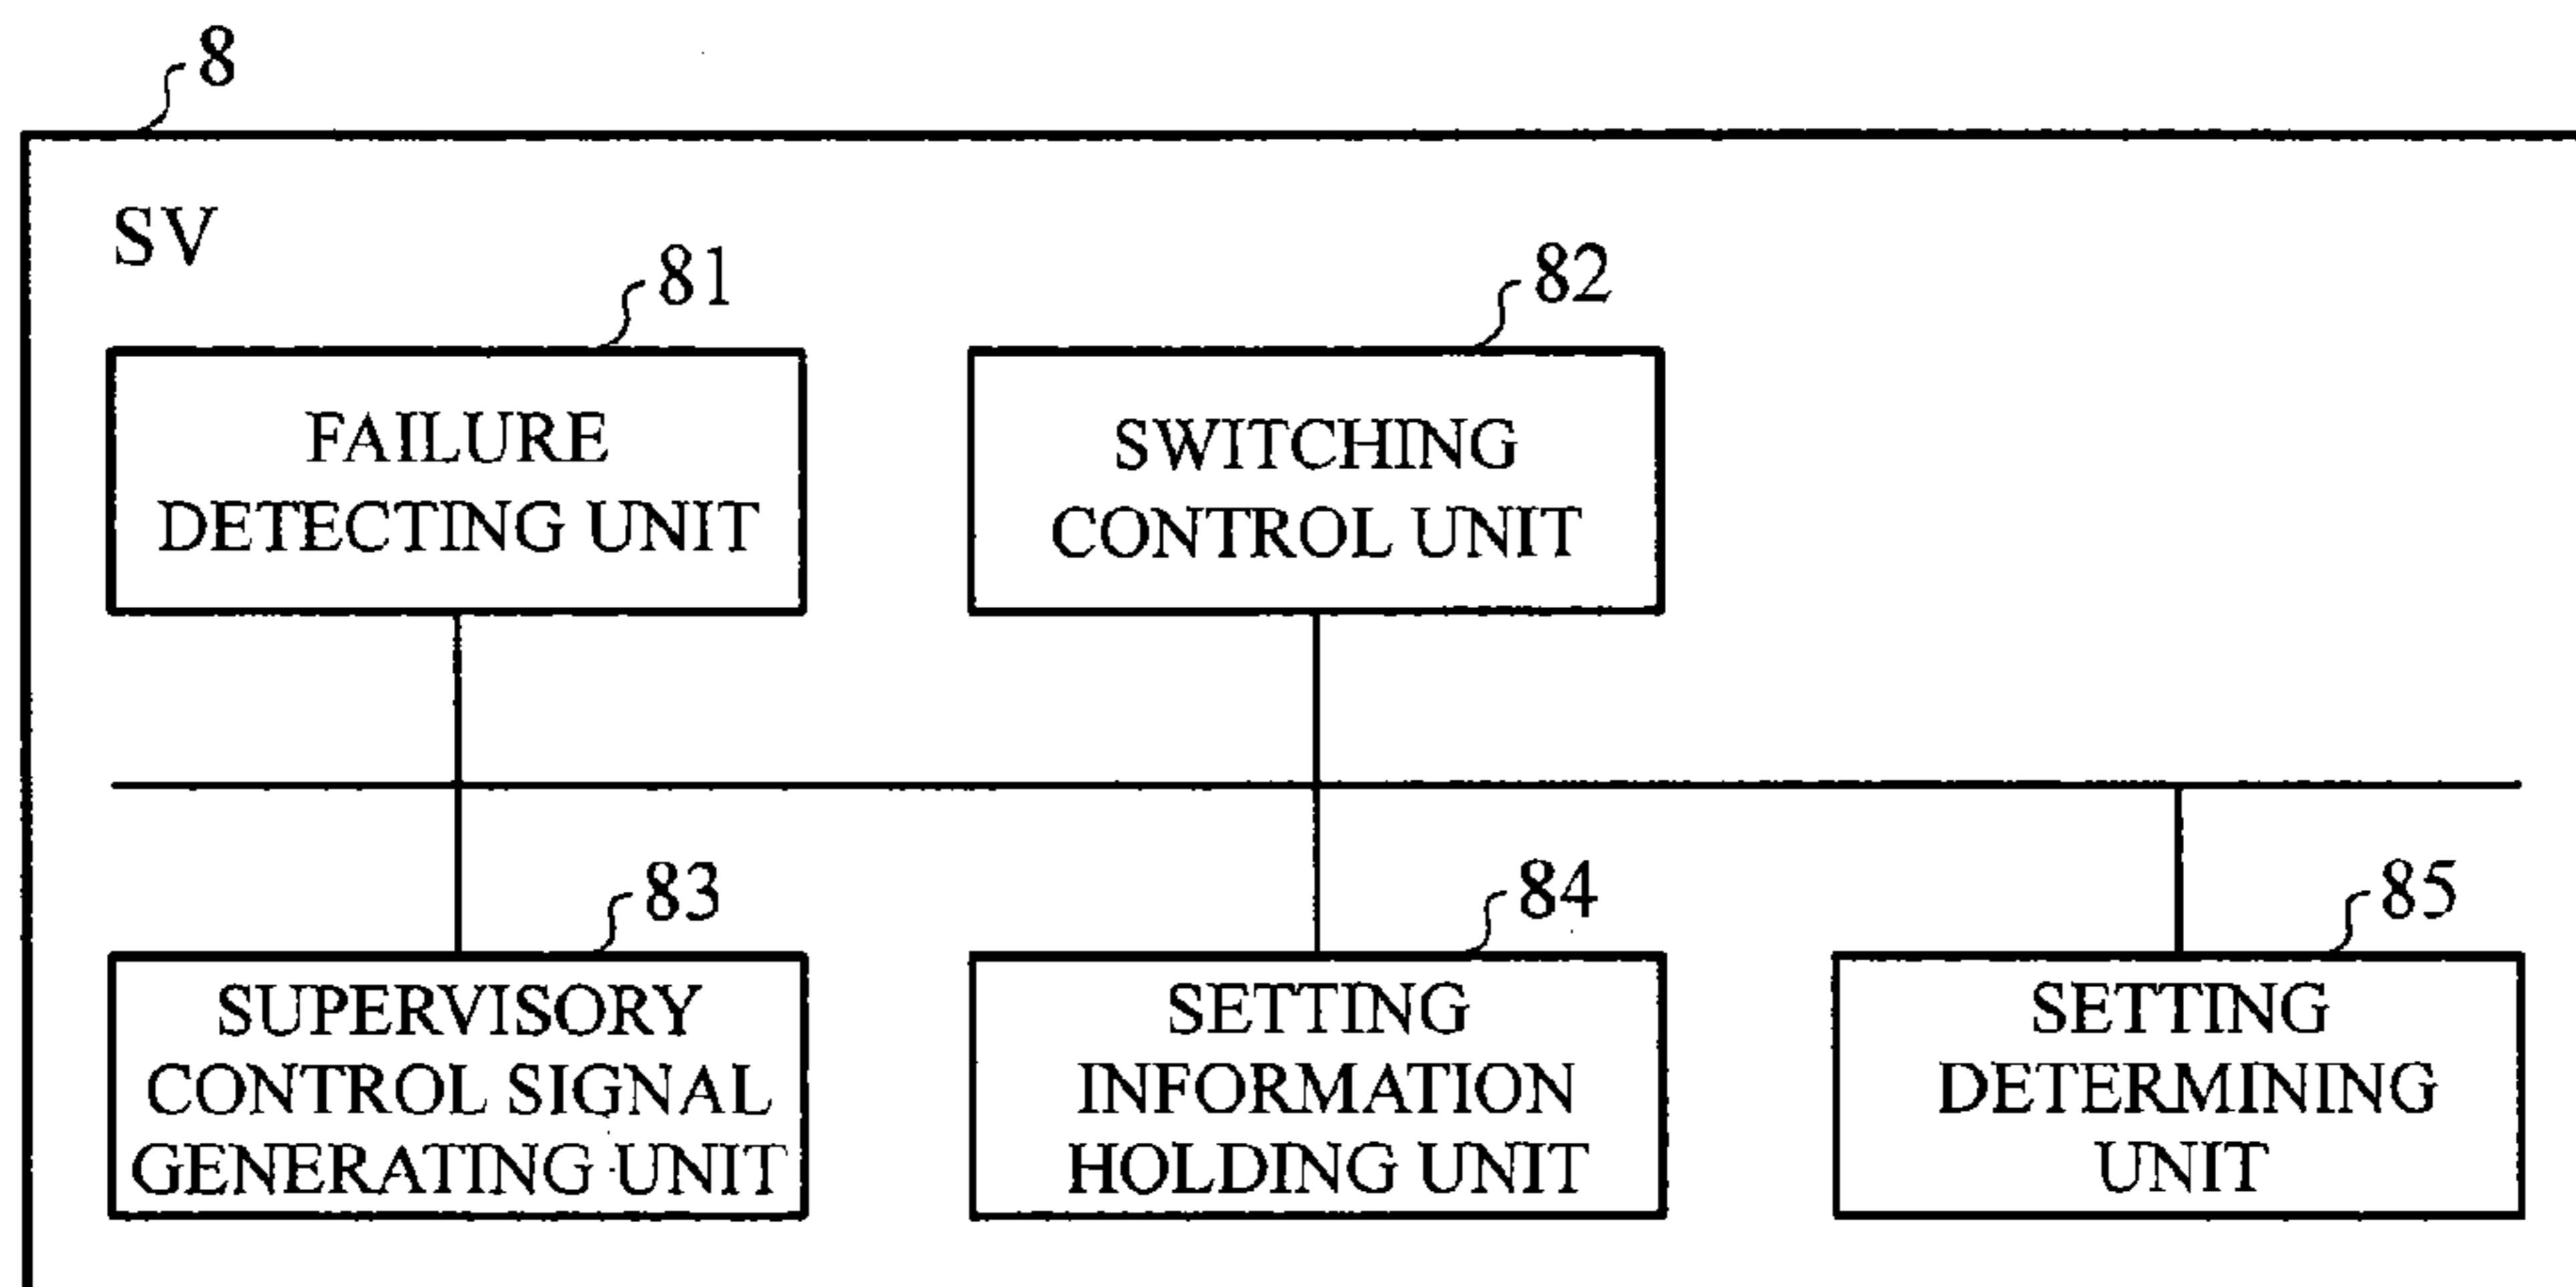 8
SV
81
82
FAILURE
DETECTING UNIT
SWITCHING
CONTROL UNIT
83
84
85
SUPERVISORY
CONTROL SIGNAL
GENERATING UNIT
SETTING
INFORMATION
HOLDING UNIT
SETTING
DETERMINING
UNIT